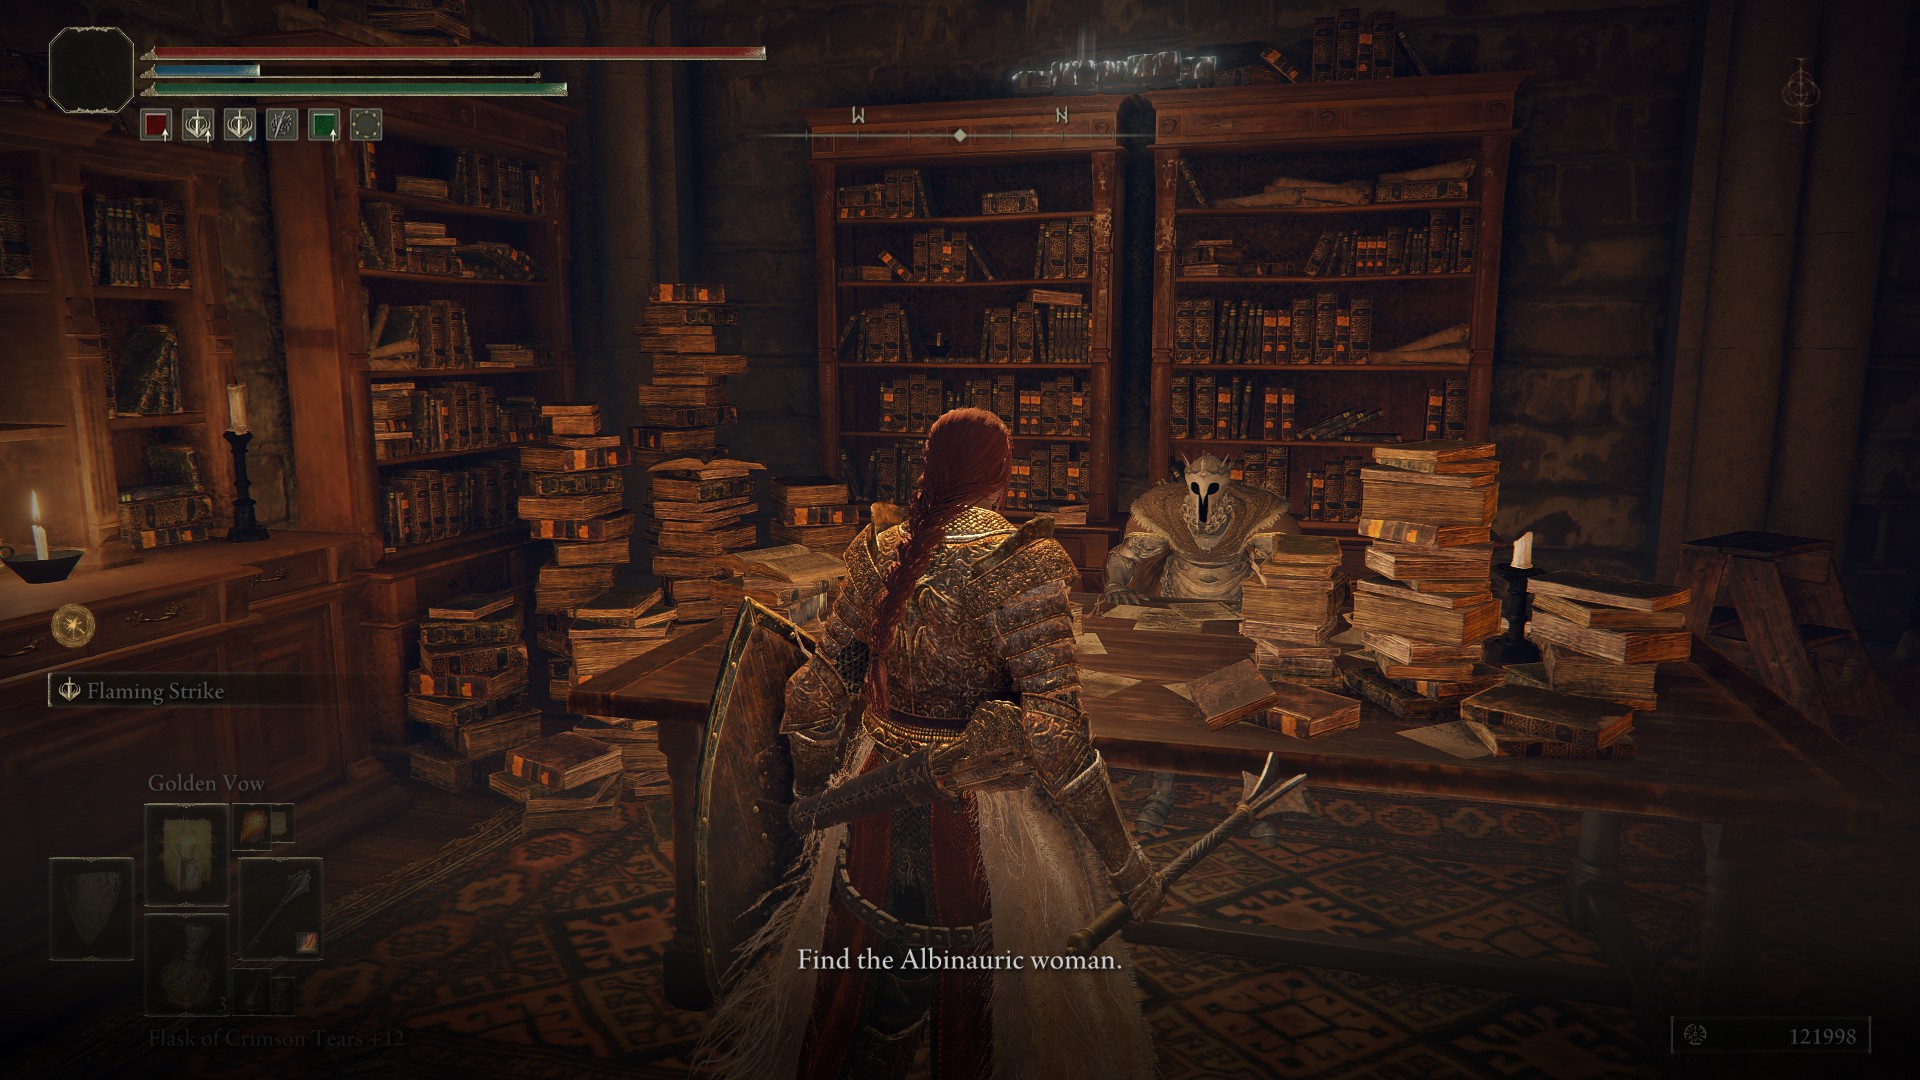 W
N
Flaming Strike
Golden Vow
3
Flask of Crimson Tears +12
Find the Albinauric woman.
121998